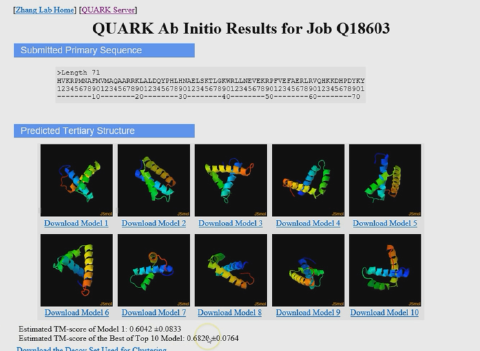 [Zhang Lab Home] [QUARK Server]
QUARK Ab Initio Results for Job Q18603
Submitted Primary Sequence
>Length 71
HVKRPMNAFMVWAQAARRKLADQYPHLHNAELSKTLGKWRLLNEVEKRPFVEEAERLRVQHKKDHPDYKY
12345678901234567890123456789012345678901234567890123456789012345678901
--------10--------20--------30--------40--------50--------60--------70
Predicted Tertiary Structure
Download Model 1 Download Model 2 Download Model 3 Download Model 4 Download Model 5
Download Model 6 Download Model 7 Download Model 8 Download Model 9 Download Model 10
Estimated TM-score of Model 1: 0.6042 ±0.0833
Estimated TM-score of the Best of Top 10 Model: 0.6820±0.0764
Download the Decoy Set Used for Clustering